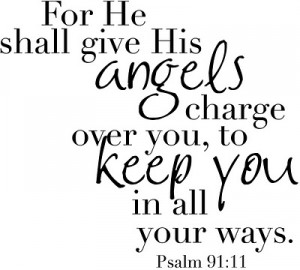 For He
shall give His
angels
charge
over you, to
keep you
in all
your ways.
Psalm 91:11